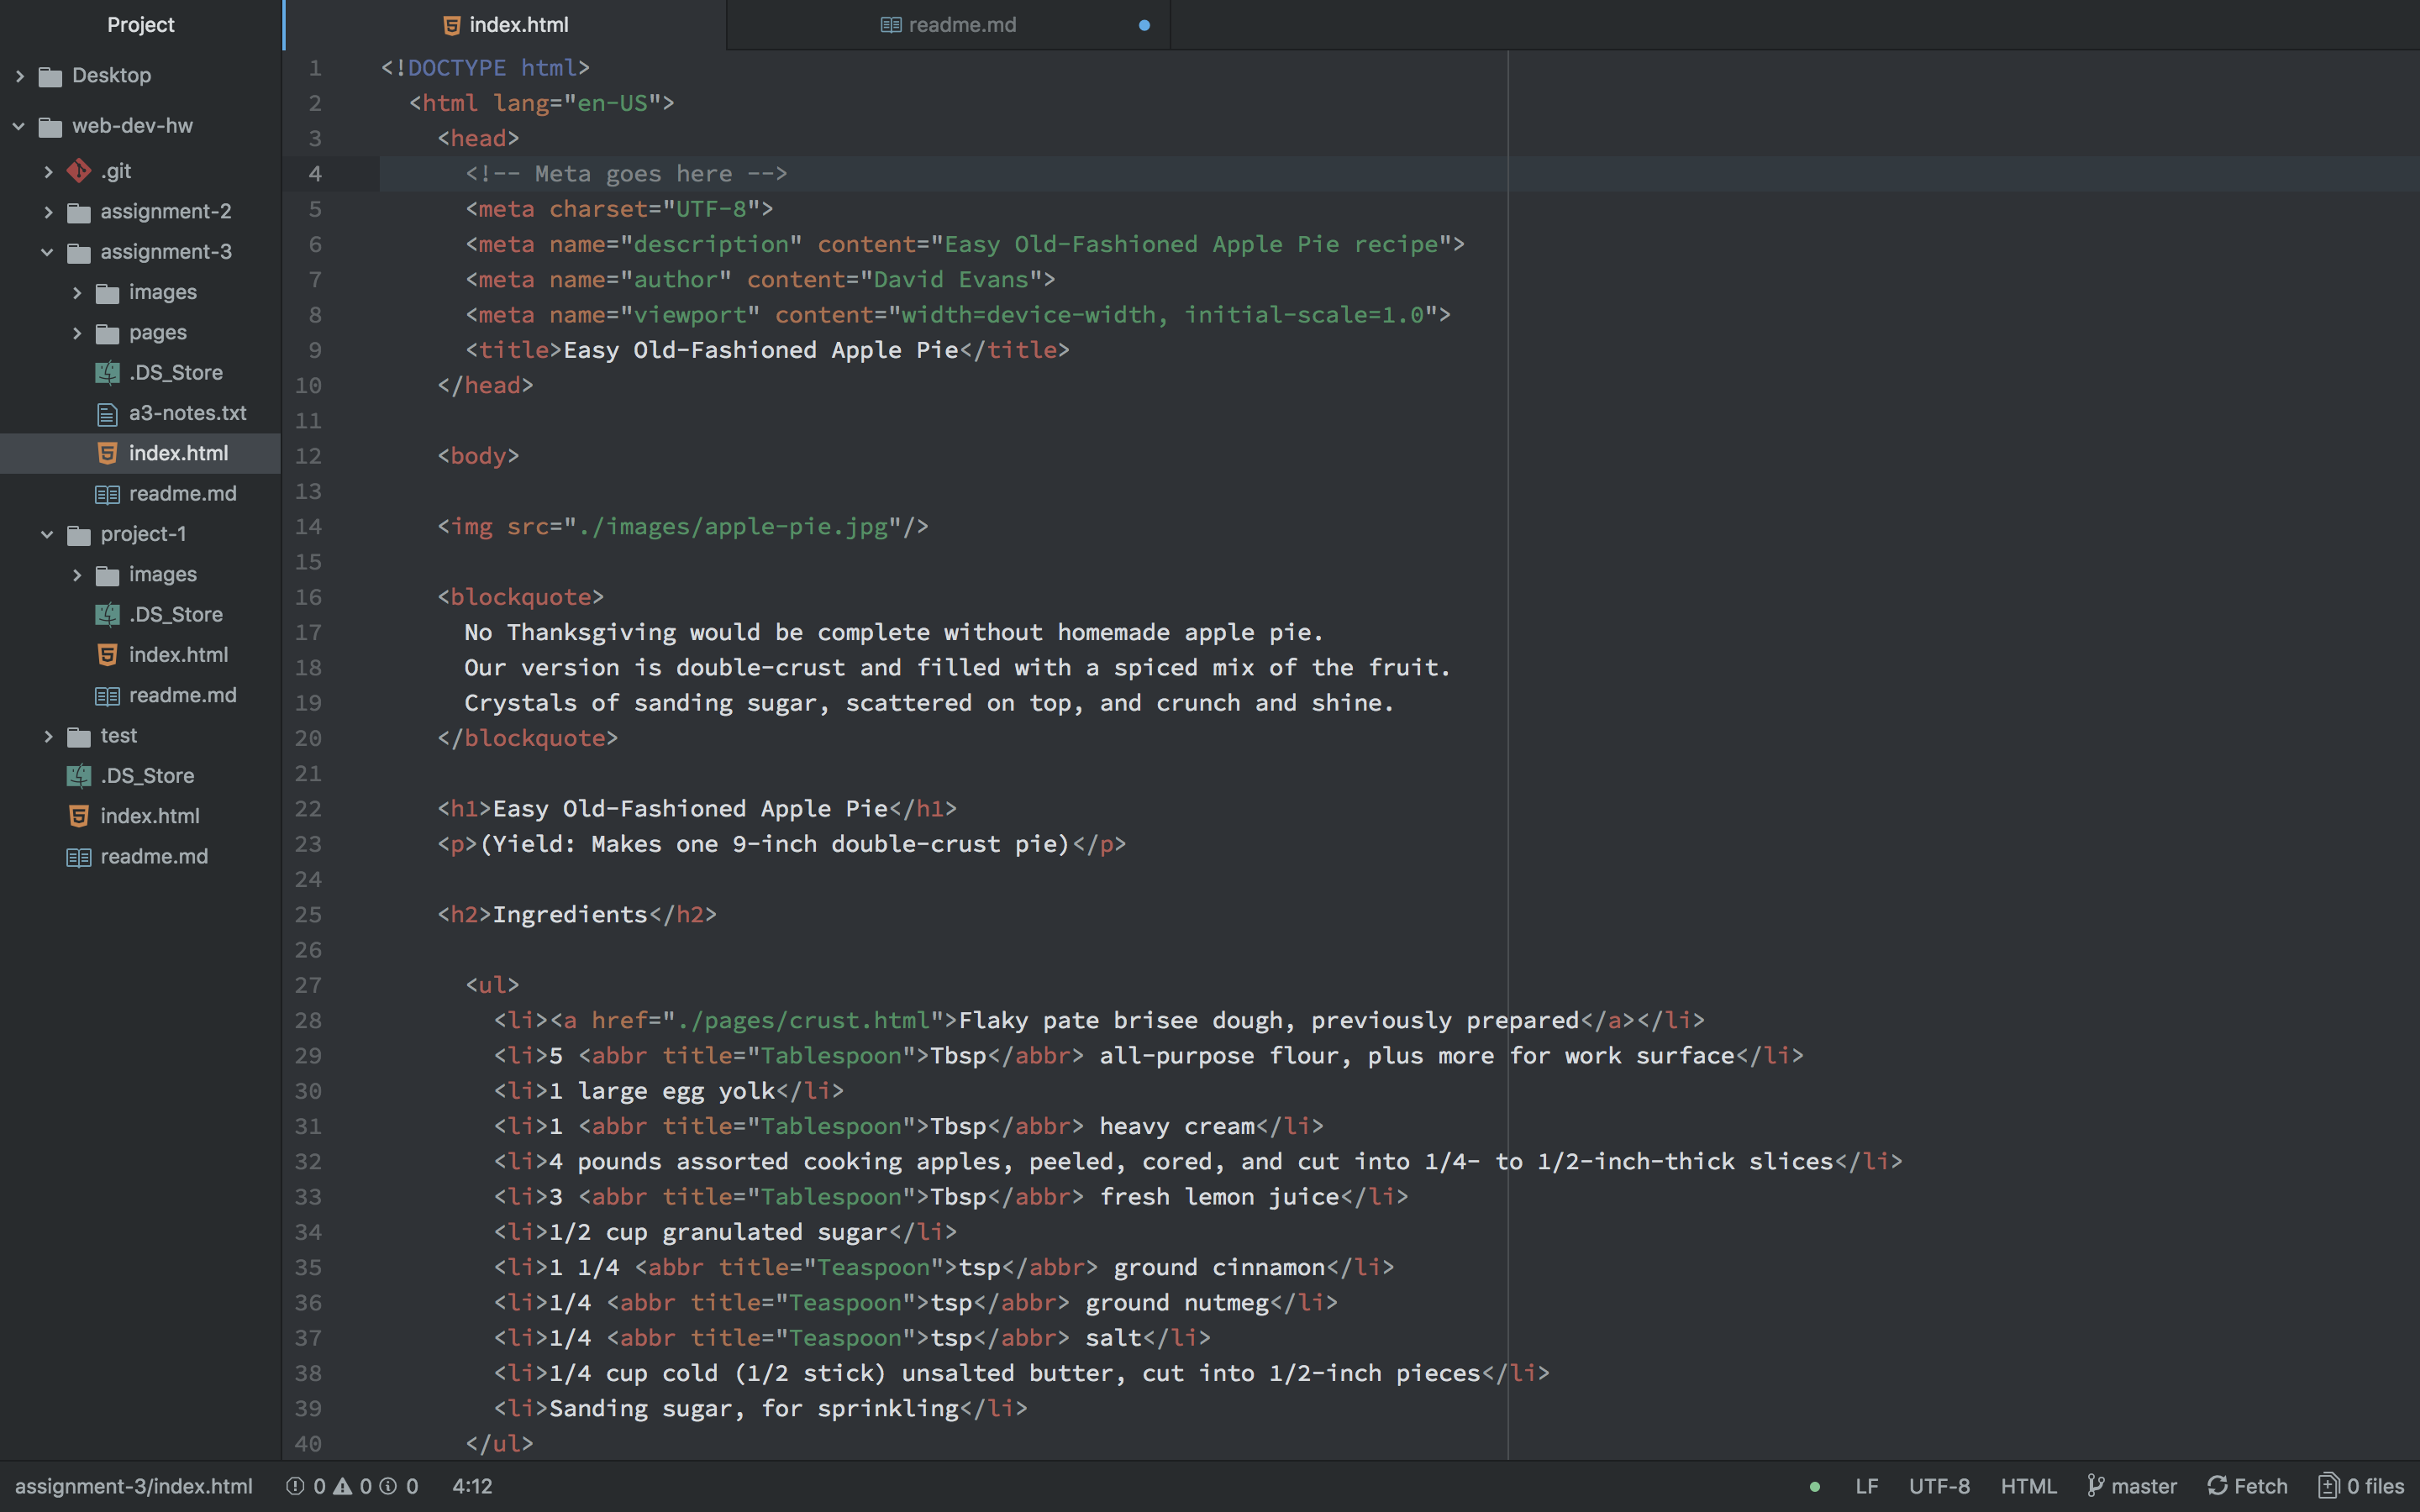 Project
Desktop
web-dev-hw
.git
assignment-2
assignment-3
images
pages
.DS_Store
a3-notes.txt
index.html
readme.md
project-1
images
.DS_Store
index.html
readme.md
test
.DS_Store
index.html
readme.md
index.html
readme.md
1 <!DOCTYPE html>
2 <html lang="en-US">
3 <head>
4 <!-- Meta goes here -->
5 <meta charset="UTF-8">
6 <meta name="description" content="Easy Old-Fashioned Apple Pie recipe">
7 <meta name="author" content="David Evans">
8 <meta name="viewport" content="width=device-width, initial-scale=1.0">
9 <title>Easy Old-Fashioned Apple Pie</title>
10 </head>
11
12 <body>
13
14 <img src="./images/apple-pie.jpg"/>
15
16 <blockquote>
17 No Thanksgiving would be complete without homemade apple pie.
18 Our version is double-crust and filled with a spiced mix of the fruit.
19 Crystals of sanding sugar, scattered on top, and crunch and shine.
20 </blockquote>
21
22 <h1>Easy Old-Fashioned Apple Pie</h1>
23 <p>(Yield: Makes one 9-inch double-crust pie)</p>
24
25 <h2>Ingredients</h2>
26
27 <ul>
28 <li><a href="./pages/crust.html">Flaky pate brisee dough, previously prepared</a></li>
29 <li>5 <abbr title="Tablespoon">Tbsp</abbr> all-purpose flour, plus more for work surface</li>
30 <li>1 large egg yolk</li>
31 <li>1 <abbr title="Tablespoon">Tbsp</abbr> heavy cream</li>
32 <li>4 pounds assorted cooking apples, peeled, cored, and cut into 1/4- to 1/2-inch-thick slices</li>
33 <li>3 <abbr title="Tablespoon">Tbsp</abbr> fresh lemon juice</li>
34 <li>1/2 cup granulated sugar</li>
35 <li>1 1/4 <abbr title="Teaspoon">tsp</abbr> ground cinnamon</li>
36 <li>1/4 <abbr title="Teaspoon">tsp</abbr> ground nutmeg</li>
37 <li>1/4 <abbr title="Teaspoon">tsp</abbr> salt</li>
38 <li>1/4 cup cold (1/2 stick) unsalted butter, cut into 1/2-inch pieces</li>
39 <li>Sanding sugar, for sprinkling</li>
40 </ul>
assignment-3/index.html 0 0 0 4:12 LF UTF-8 HTML master Fetch 0 files